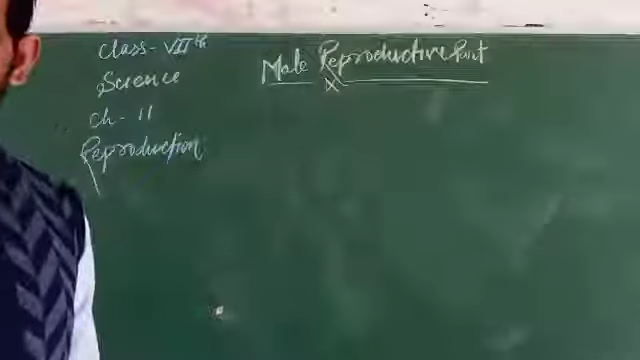 Class - VIIth
Science
Ch - 11
Reproduction
Male Reproductive Part